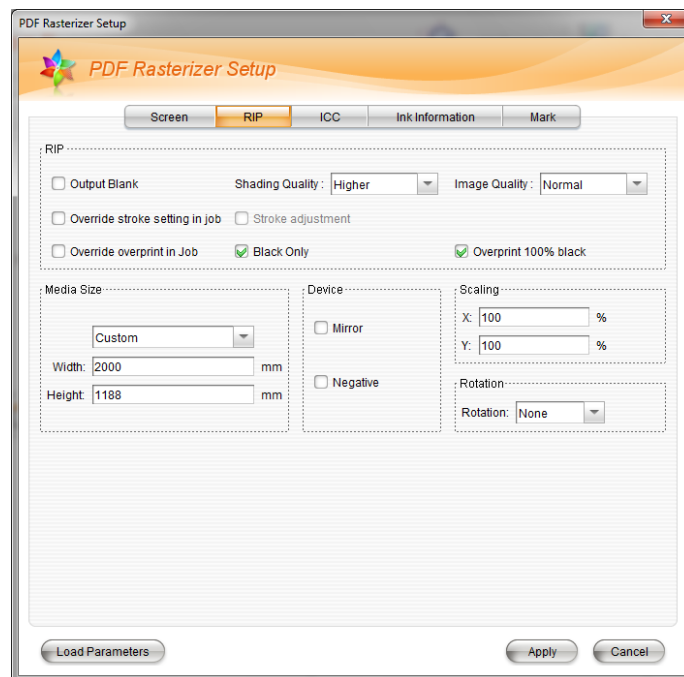 PDF Rasterizer Setup
PDF Rasterizer Setup
Screen RIP ICC Ink Information Mark
RIP
Output Blank Shading Quality : Higher Image Quality : Normal
Override stroke setting in job Stroke adjustment
Override overprint in Job Black Only Overprint 100% black
Media Size Device Scaling
X: 100 %
Custom Mirror
Y: 100 %
Width: 2000 mm
Negative Rotation
Height: 1188 mm
Rotation: None
Load Parameters Apply Cancel